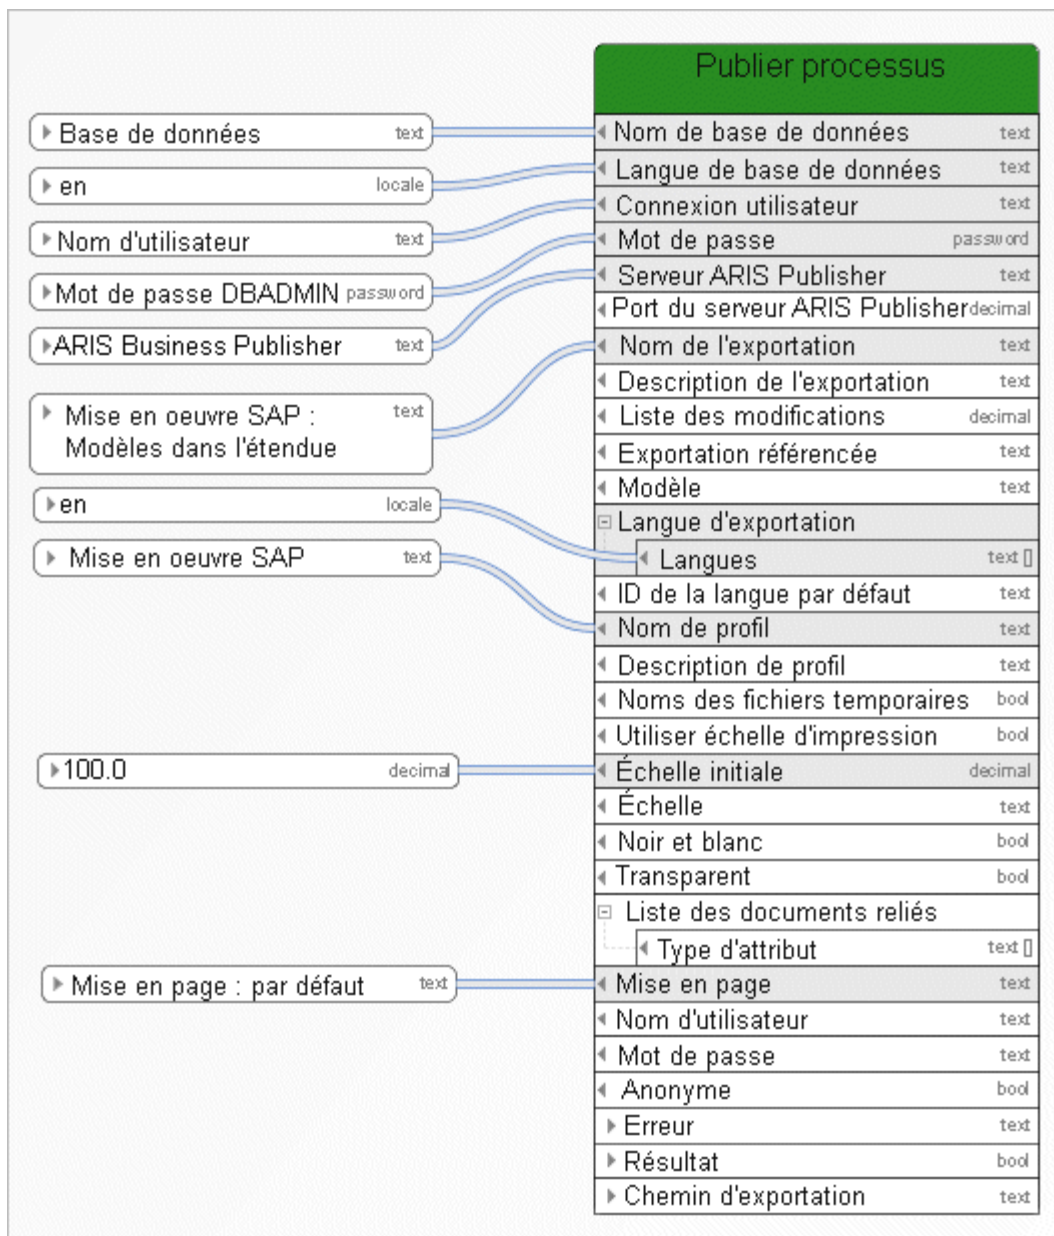 Publier processus
Base de données text
Nom de base de données text
en locale
Langue de base de données text
Connexion utilisateur text
Nom d'utilisateur text
Mot de passe password
Mot de passe DBADMIN password
Serveur ARIS Publisher text
Port du serveur ARIS Publisher decimal
ARIS Business Publisher text
Nom de l'exportation text
Description de l'exportation text
Mise en oeuvre SAP : text
Modèles dans l'étendue
Liste des modifications decimal
Exportation référencée text
Modèle text
en locale
Langue d'exportation
Mise en oeuvre SAP text
Langues text []
ID de la langue par défaut text
Nom de profil text
Description de profil text
Noms des fichiers temporaires bool
Utiliser échelle d'impression bool
100.0 decimal
Échelle initiale decimal
Échelle text
Noir et blanc bool
Transparent bool
Liste des documents reliés
Type d'attribut text []
Mise en page : par défaut text
Mise en page text
Nom d'utilisateur text
Mot de passe text
Anonyme bool
Erreur text
Résultat bool
Chemin d'exportation text